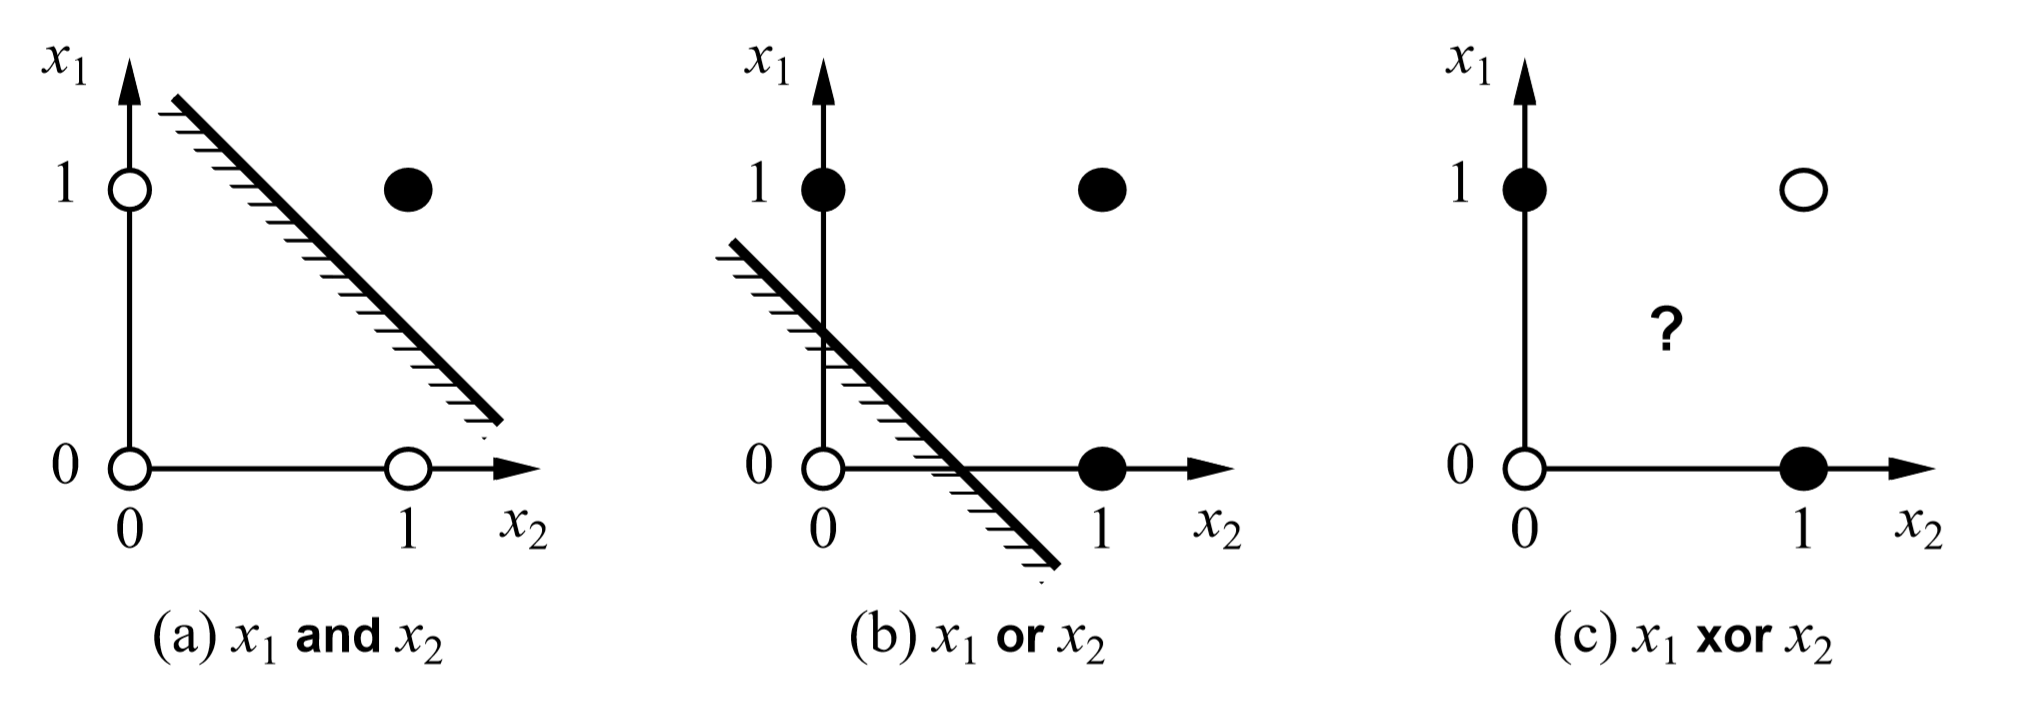 x₁ x₁ x₁
1 1 1
?
0 0 0
0 1 x₂ 0 1 x₂ 0 1 x₂
(a) x₁ and x₂ (b) x₁ or x₂ (c) x₁ xor x₂